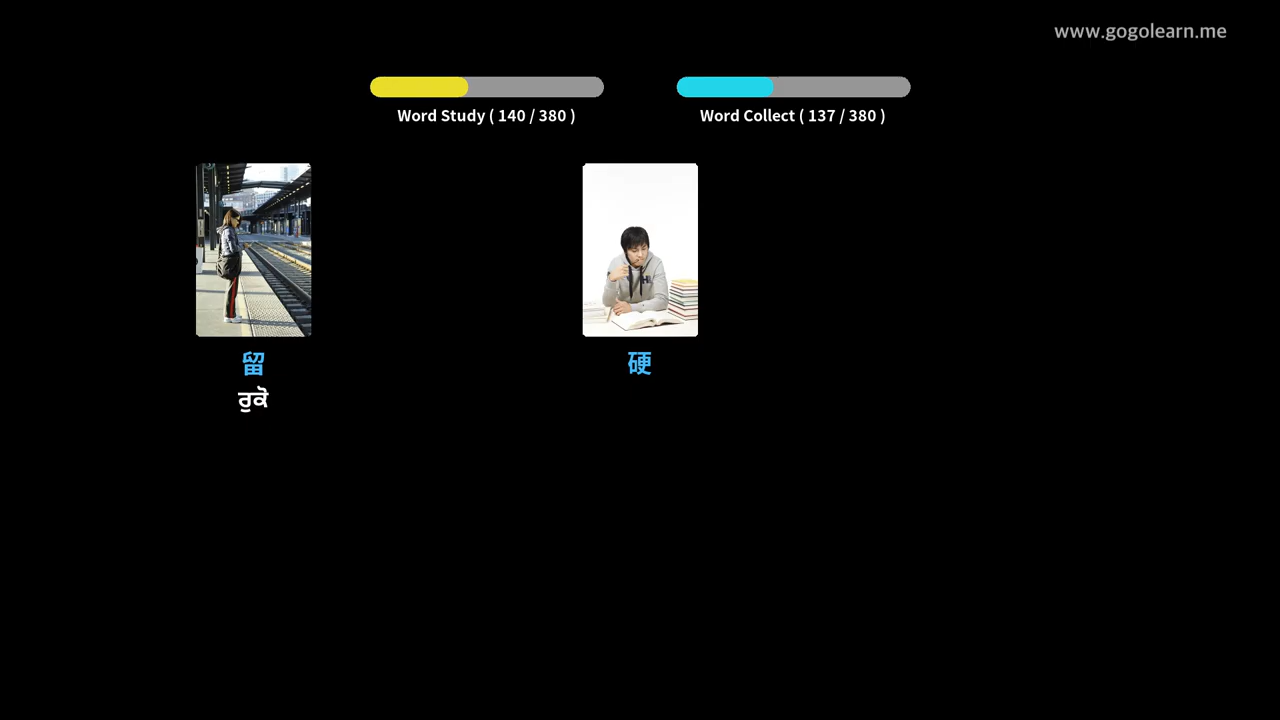 www.gogolearn.me
Word Study ( 140 / 380 )
Word Collect ( 137 / 380 )
留
硬
ਰੁਕੋ